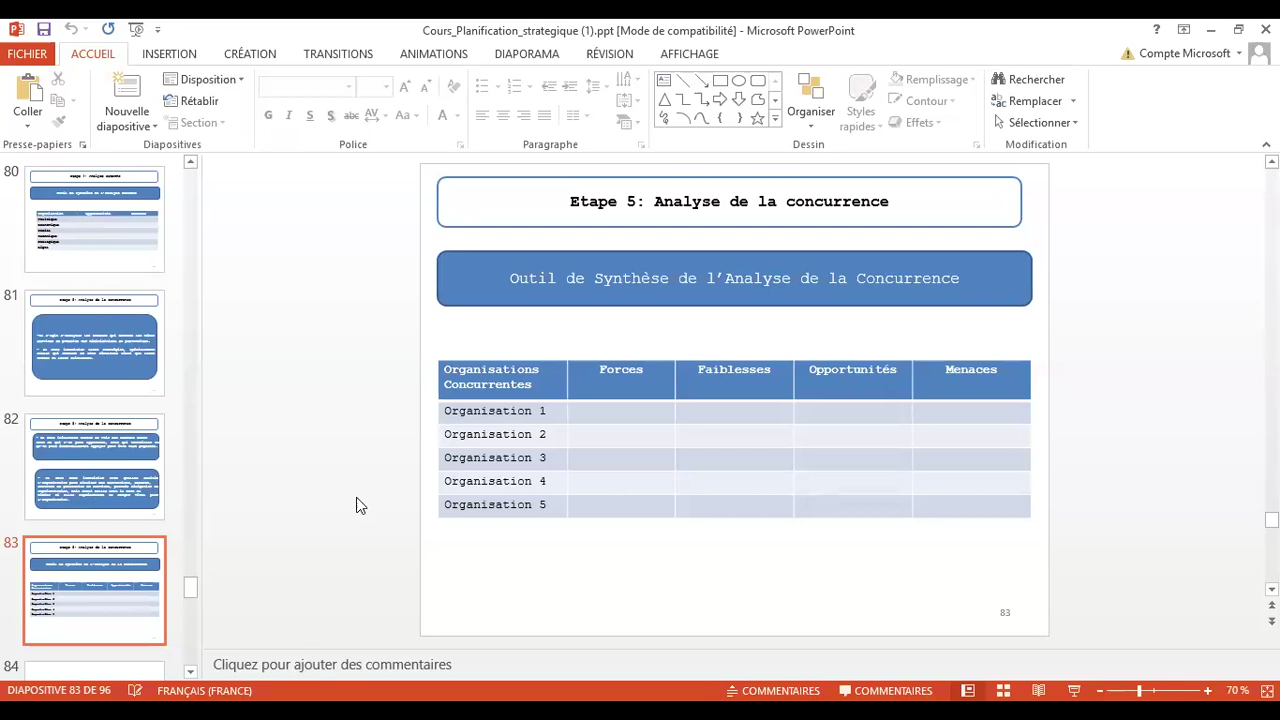 Cours_Planification_strategique (1).ppt [Mode de compatibilité] - Microsoft PowerPoint
FICHIER ACCUEIL INSERTION CRÉATION TRANSITIONS ANIMATIONS DIAPORAMA RÉVISION AFFICHAGE Compte Microsoft
Coller
Nouvelle diapositive
Disposition
Rétablir
Section
G I S S abc AV Aa A
Organiser
Styles rapides
Remplissage
Contour
Effets
Rechercher
Remplacer
Sélectionner
Presse-papiers Diapositives Police Paragraphe Dessin Modification
80
81
82
83
84
Etape 5: Analyse de la concurrence
Outil de Synthèse de l'Analyse de la Concurrence
Organisations Concurrentes Forces Faiblesses Opportunités Menaces
Organisation 1
Organisation 2
Organisation 3
Organisation 4
Organisation 5
83
Cliquez pour ajouter des commentaires
DIAPOSITIVE 83 DE 96 FRANÇAIS (FRANCE) COMMENTAIRES COMMENTAIRES 70 %